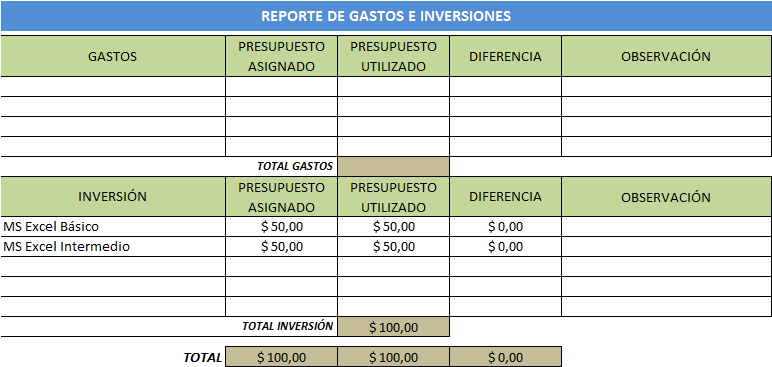 REPORTE DE GASTOS E INVERSIONES
GASTOS PRESUPUESTO ASIGNADO PRESUPUESTO UTILIZADO DIFERENCIA OBSERVACIÓN
TOTAL GASTOS
INVERSIÓN PRESUPUESTO ASIGNADO PRESUPUESTO UTILIZADO DIFERENCIA OBSERVACIÓN
MS Excel Básico $ 50,00 $ 50,00 $ 0,00
MS Excel Intermedio $ 50,00 $ 50,00 $ 0,00
TOTAL INVERSIÓN $ 100,00
TOTAL $ 100,00 $ 100,00 $ 0,00